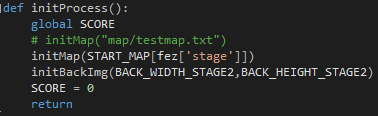 def initProcess():
    global SCORE
    # initMap("map/testmap.txt")
    initMap(START_MAP[fez['stage']])
    initBackImg(BACK_WIDTH_STAGE2,BACK_HEIGHT_STAGE2)
    SCORE = 0
    return